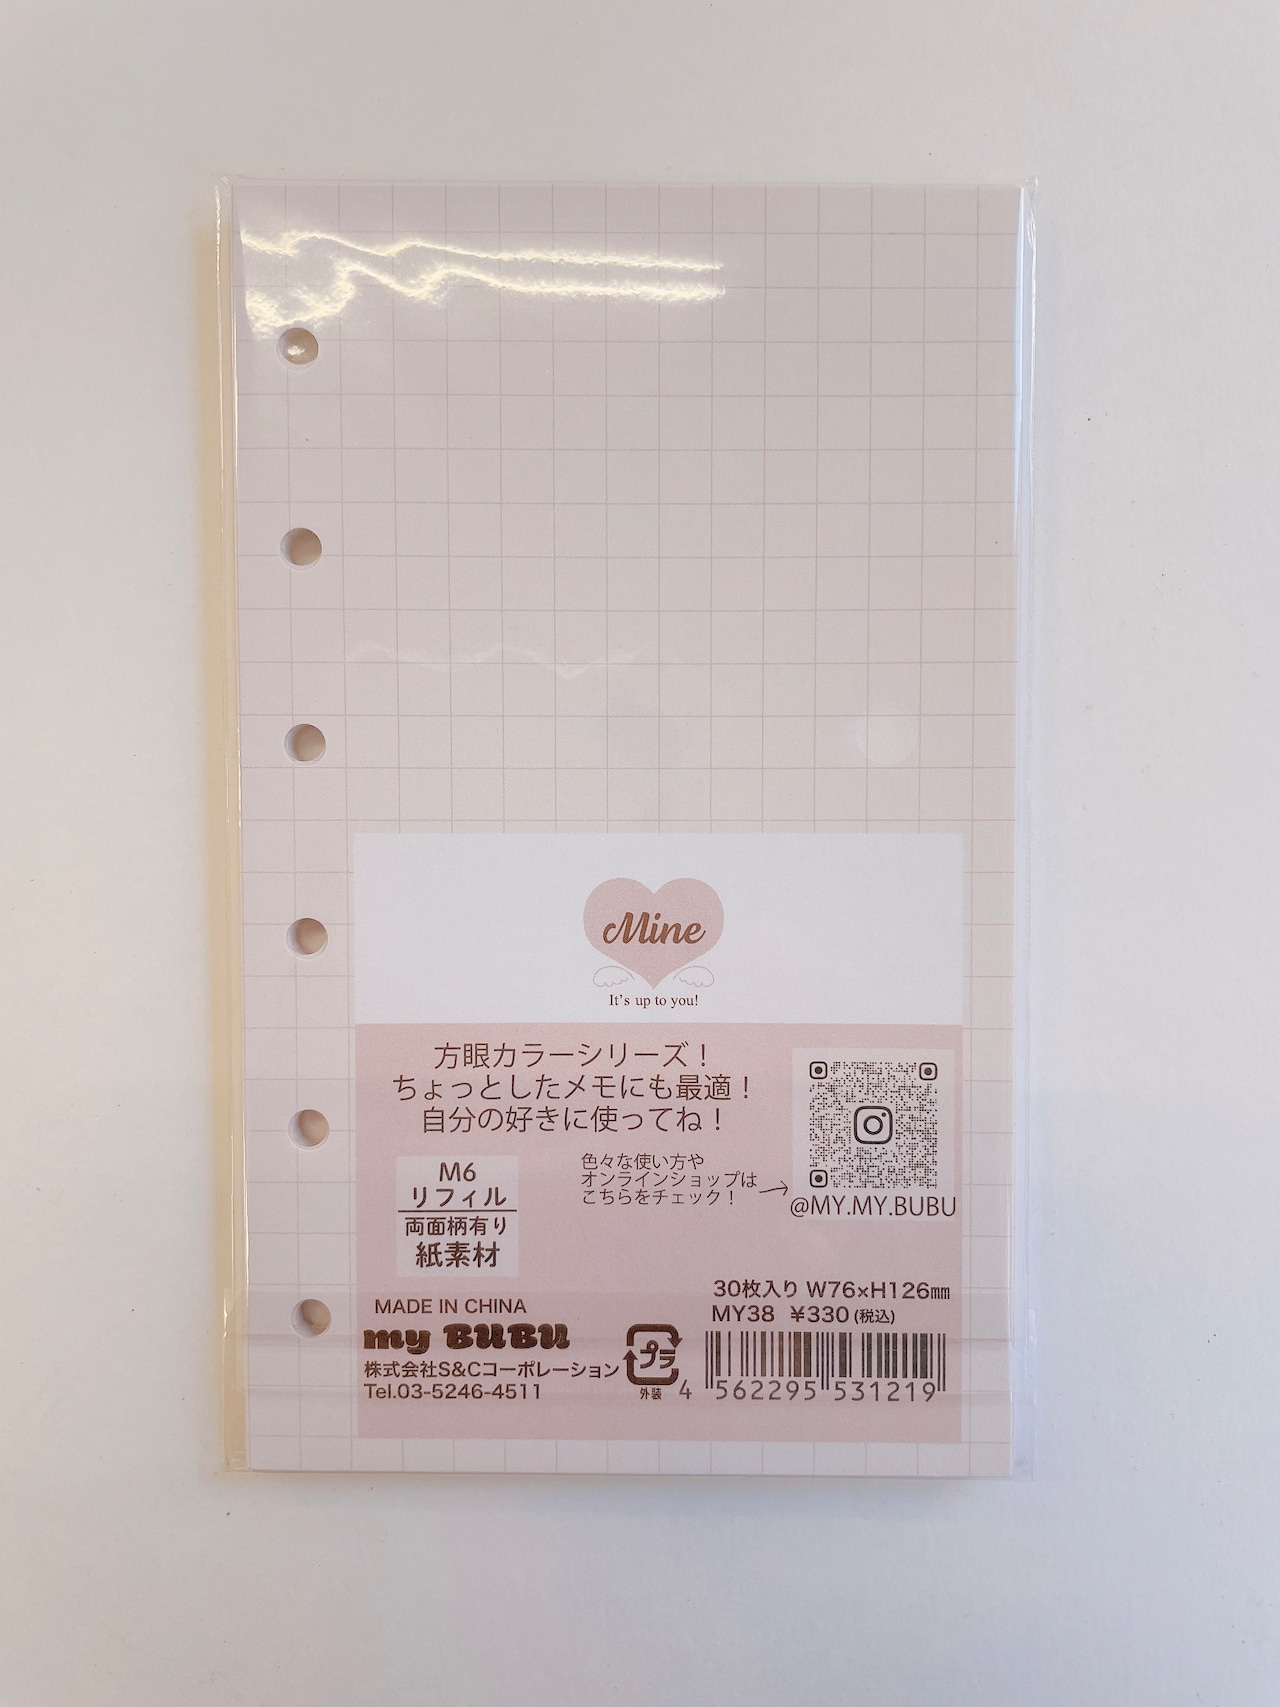 Mine
It's up to you!
方眼カラーシリーズ！
ちょっとしたメモにも最適！
自分の好きに使ってね！
M6
リフィル
両面柄有り
紙素材
色々な使い方や
オンラインショップは
こちらをチェック！
@MY.MY.BUBU
30枚入り W76×H126㎜
MY38 ¥330(税込)
MADE IN CHINA
my BUBU
株式会社S&Cコーポレーション
Tel.03-5246-4511
プラ
外装
4 562295 531219